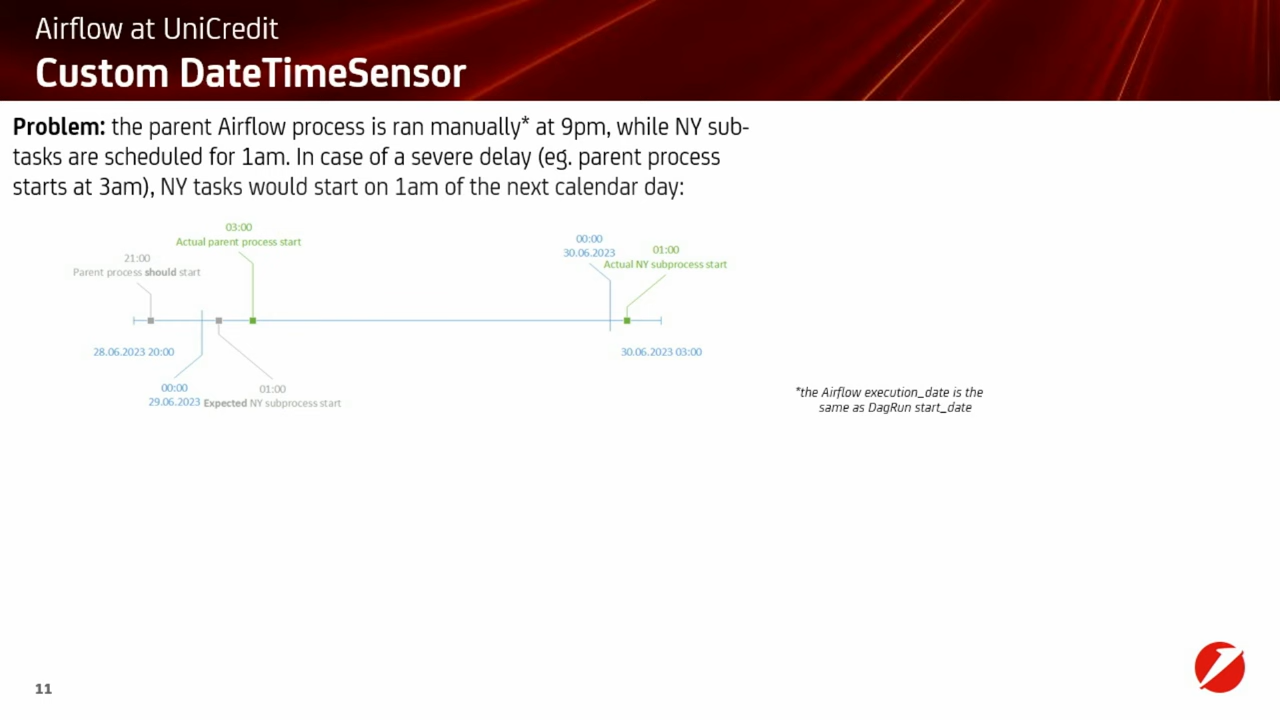 Airflow at UniCredit
Custom DateTimeSensor
Problem: the parent Airflow process is ran manually* at 9pm, while NY sub-
tasks are scheduled for 1am. In case of a severe delay (eg. parent process
starts at 3am), NY tasks would start on 1am of the next calendar day:
03:00
Actual parent process start
00:00
30.06.2023
01:00
Actual NY subprocess start
21:00
Parent process should start
28.06.2023 20:00
30.06.2023 03:00
00:00
29.06.2023
01:00
Expected NY subprocess start
*the Airflow execution_date is the
same as DagRun start_date
11